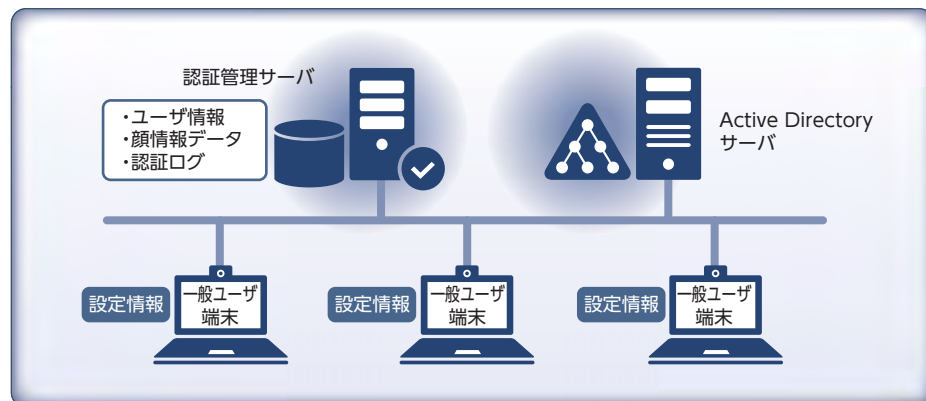 認証管理サーバ
・ユーザ情報
・顔情報データ
・認証ログ
Active Directory
サーバ
設定情報
一般ユーザ
端末
設定情報
一般ユーザ
端末
設定情報
一般ユーザ
端末